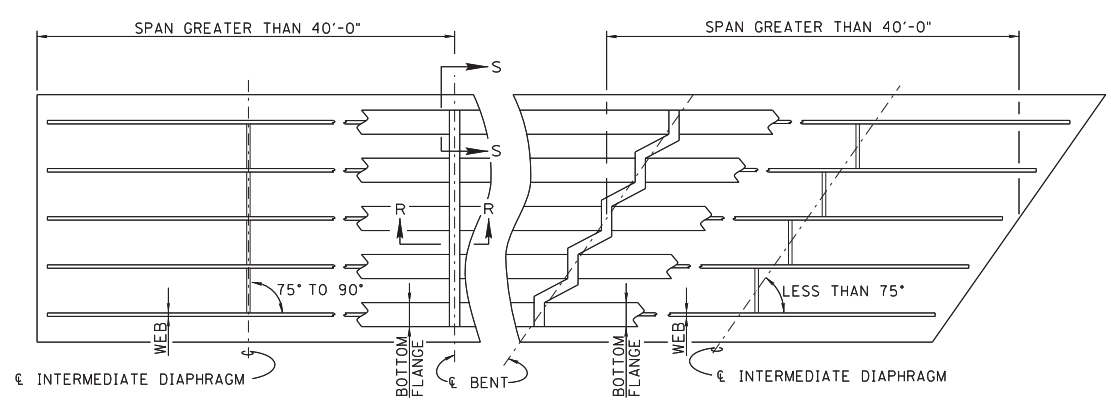 SPAN GREATER THAN 40'-0"
SPAN GREATER THAN 40'-0"
S
S
R
R
75° TO 90°
LESS THAN 75°
WEB
BOTTOM
FLANGE
BOTTOM
FLANGE
WEB
℄ INTERMEDIATE DIAPHRAGM
℄ BENT
℄ INTERMEDIATE DIAPHRAGM